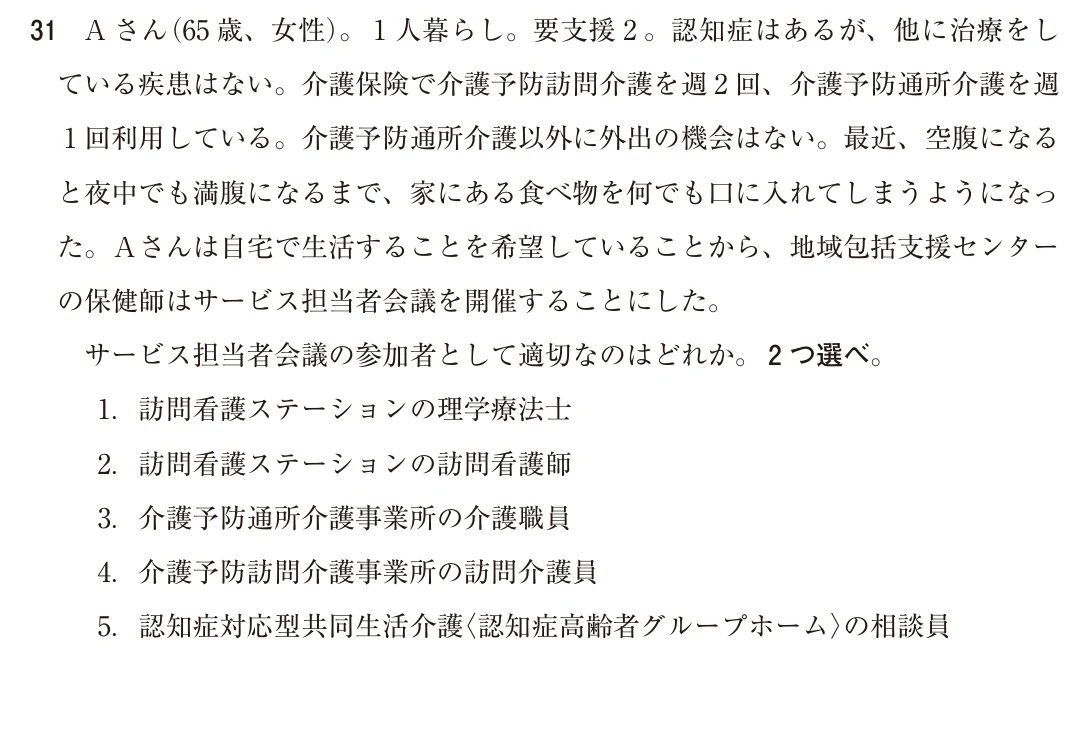 31 Aさん(65歳、女性)。1人暮らし。要支援2。認知症はあるが、他に治療をし
ている疾患はない。介護保険で介護予防訪問介護を週2回、介護予防通所介護を週
1回利用している。介護予防通所介護以外に外出の機会はない。最近、空腹になる
と夜中でも満腹になるまで、家にある食べ物を何でも口に入れてしまうようになっ
た。Aさんは自宅で生活することを希望していることから、地域包括支援センター
の保健師はサービス担当者会議を開催することにした。
サービス担当者会議の参加者として適切なのはどれか。2つ選べ。
1. 訪問看護ステーションの理学療法士
2. 訪問看護ステーションの訪問看護師
3. 介護予防通所介護事業所の介護職員
4. 介護予防訪問介護事業所の訪問介護員
5. 認知症対応型共同生活介護〈認知症高齢者グループホーム〉の相談員